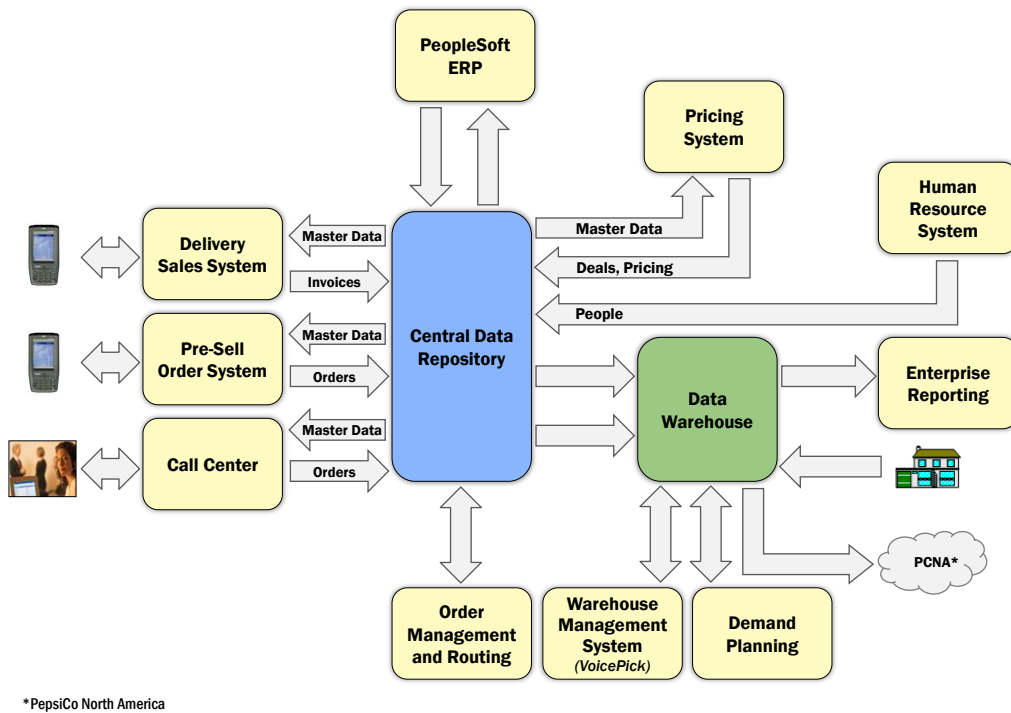 PeopleSoft
ERP
Pricing
System
Human
Resource
System
Delivery
Sales System
Master Data
Invoices
Master Data
Deals, Pricing
People
Pre-Sell
Order System
Master Data
Orders
Central Data
Repository
Data
Warehouse
Enterprise
Reporting
Call Center
Master Data
Orders
PCNA*
Order
Management
and Routing
Warehouse
Management
System
(VoicePick)
Demand
Planning
*PepsiCo North America